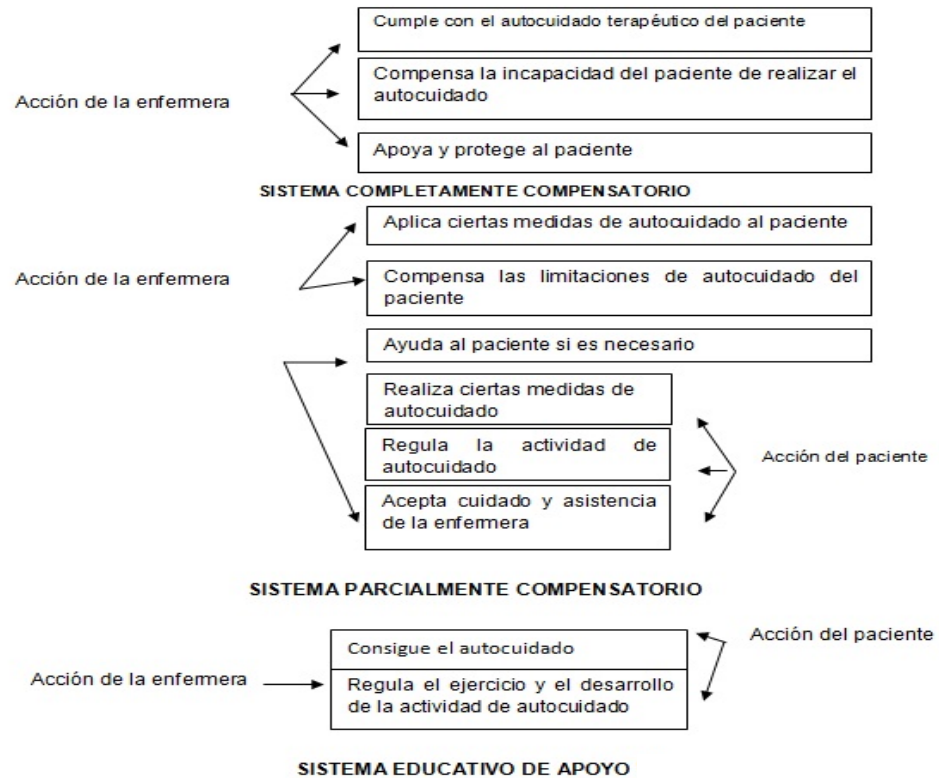 Cumple con el autocuidado terapéutico del paciente
Compensa la incapacidad del paciente de realizar el
autocuidado
Acción de la enfermera
Apoya y protege al paciente
SISTEMA COMPLETAMENTE COMPENSATORIO
Aplica ciertas medidas de autocuidado al paciente
Acción de la enfermera
Compensa las limitaciones de autocuidado del
paciente
Ayuda al paciente si es necesario
Realiza ciertas medidas de
autocuidado
Regula la actividad de
autocuidado
Acción del paciente
Acepta cuidado y asistencia
de la enfermera
SISTEMA PARCIALMENTE COMPENSATORIO
Acción del paciente
Consigue el autocuidado
Acción de la enfermera
Regula el ejercicio y el desarrollo
de la actividad de autocuidado
SISTEMA EDUCATIVO DE APOYO